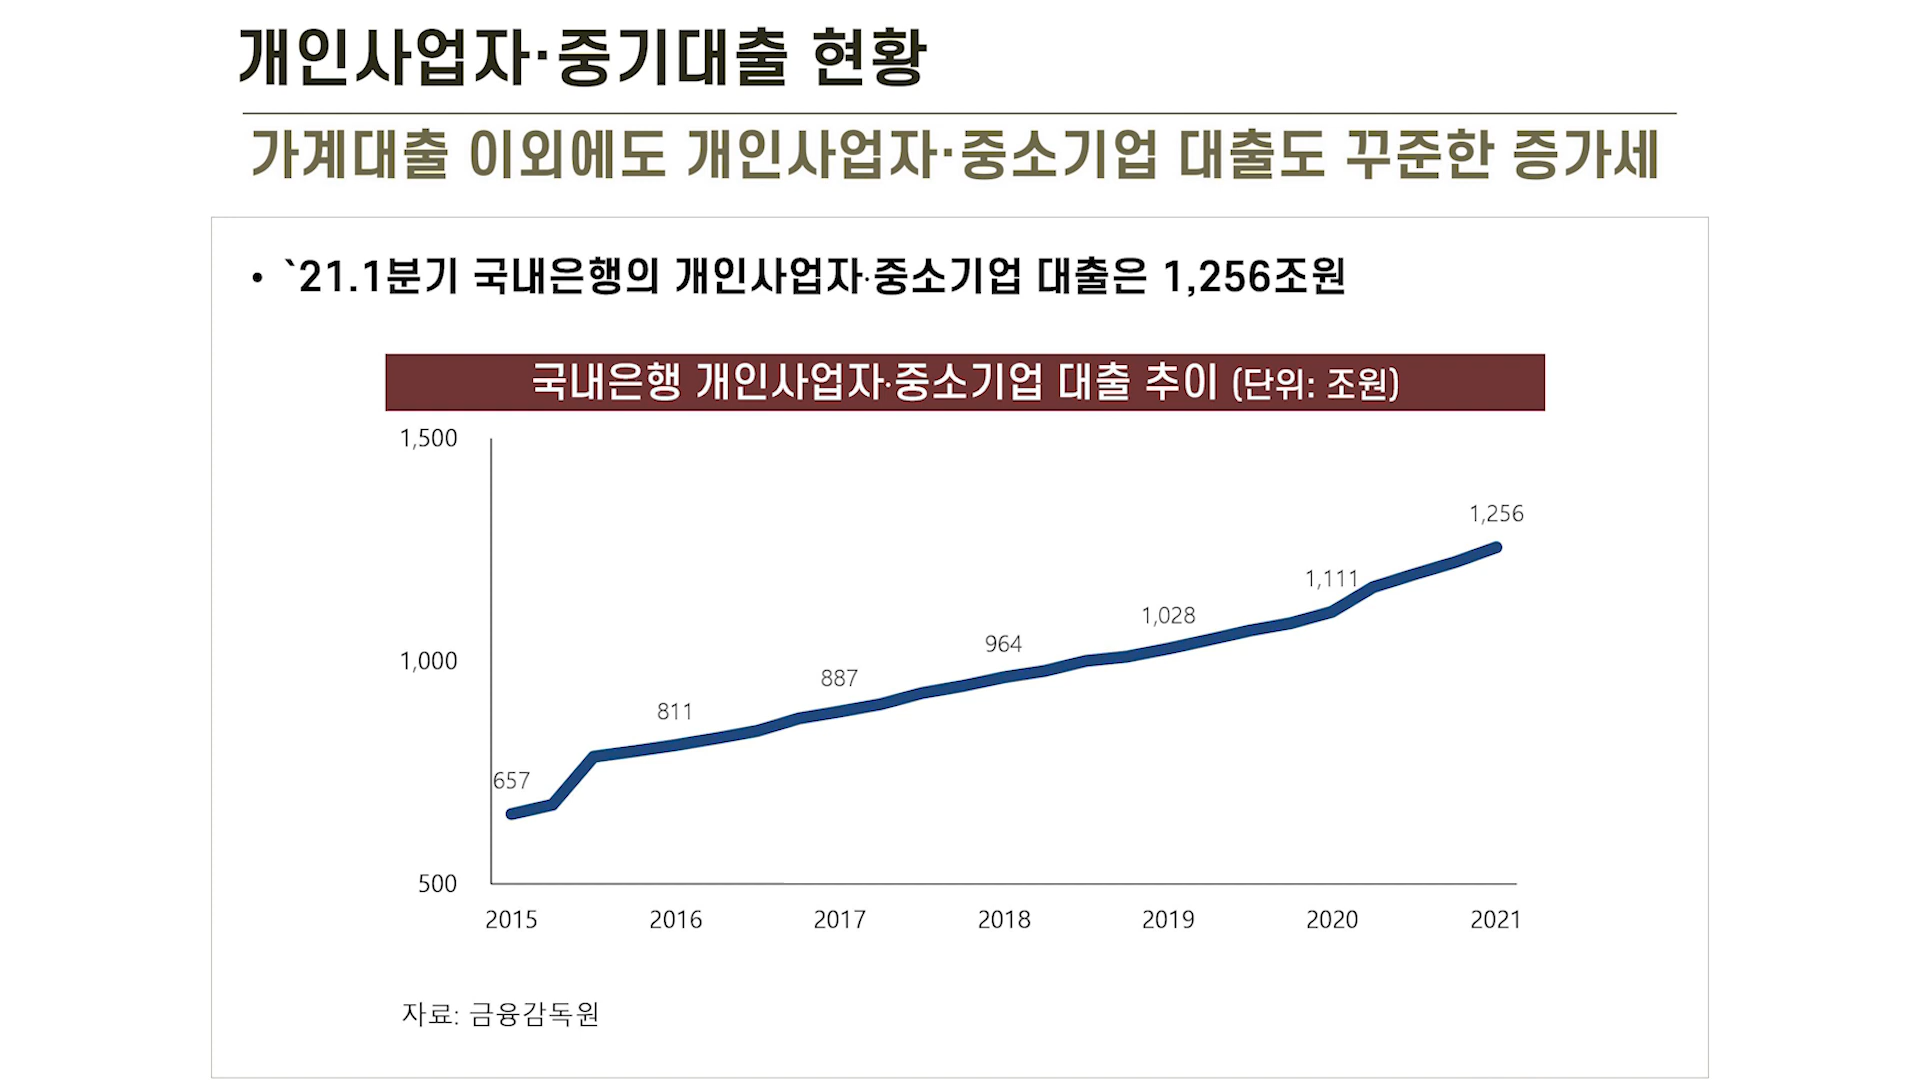 개인사업자·중기대출 현황
가계대출 이외에도 개인사업자·중소기업 대출도 꾸준한 증가세
• `21.1분기 국내은행의 개인사업자·중소기업 대출은 1,256조원
국내은행 개인사업자·중소기업 대출 추이 (단위: 조원)
1,500
1,256
1,111
1,028
1,000
964
887
811
657
500
2015 2016 2017 2018 2019 2020 2021
자료: 금융감독원